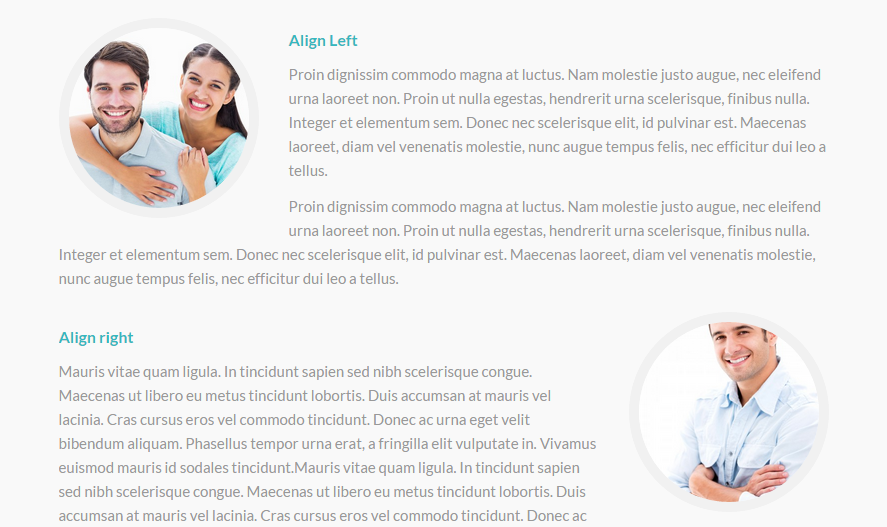 Align Left
Proin dignissim commodo magna at luctus. Nam molestie justo augue, nec eleifend
urna laoreet non. Proin ut nulla egestas, hendrerit urna scelerisque, finibus nulla.
Integer et elementum sem. Donec nec scelerisque elit, id pulvinar est. Maecenas
laoreet, diam vel venenatis molestie, nunc augue tempus felis, nec efficitur dui leo a
tellus.
Proin dignissim commodo magna at luctus. Nam molestie justo augue, nec eleifend
urna laoreet non. Proin ut nulla egestas, hendrerit urna scelerisque, finibus nulla.
Integer et elementum sem. Donec nec scelerisque elit, id pulvinar est. Maecenas laoreet, diam vel venenatis molestie,
nunc augue tempus felis, nec efficitur dui leo a tellus.
Align right
Mauris vitae quam ligula. In tincidunt sapien sed nibh scelerisque congue.
Maecenas ut libero eu metus tincidunt lobortis. Duis accumsan at mauris vel
lacinia. Cras cursus eros vel commodo tincidunt. Donec ac urna eget velit
bibendum aliquam. Phasellus tempor urna erat, a fringilla elit vulputate in. Vivamus
euismod mauris id sodales tincidunt.Mauris vitae quam ligula. In tincidunt sapien
sed nibh scelerisque congue. Maecenas ut libero eu metus tincidunt lobortis. Duis
accumsan at mauris vel lacinia. Cras cursus eros vel commodo tincidunt. Donec ac